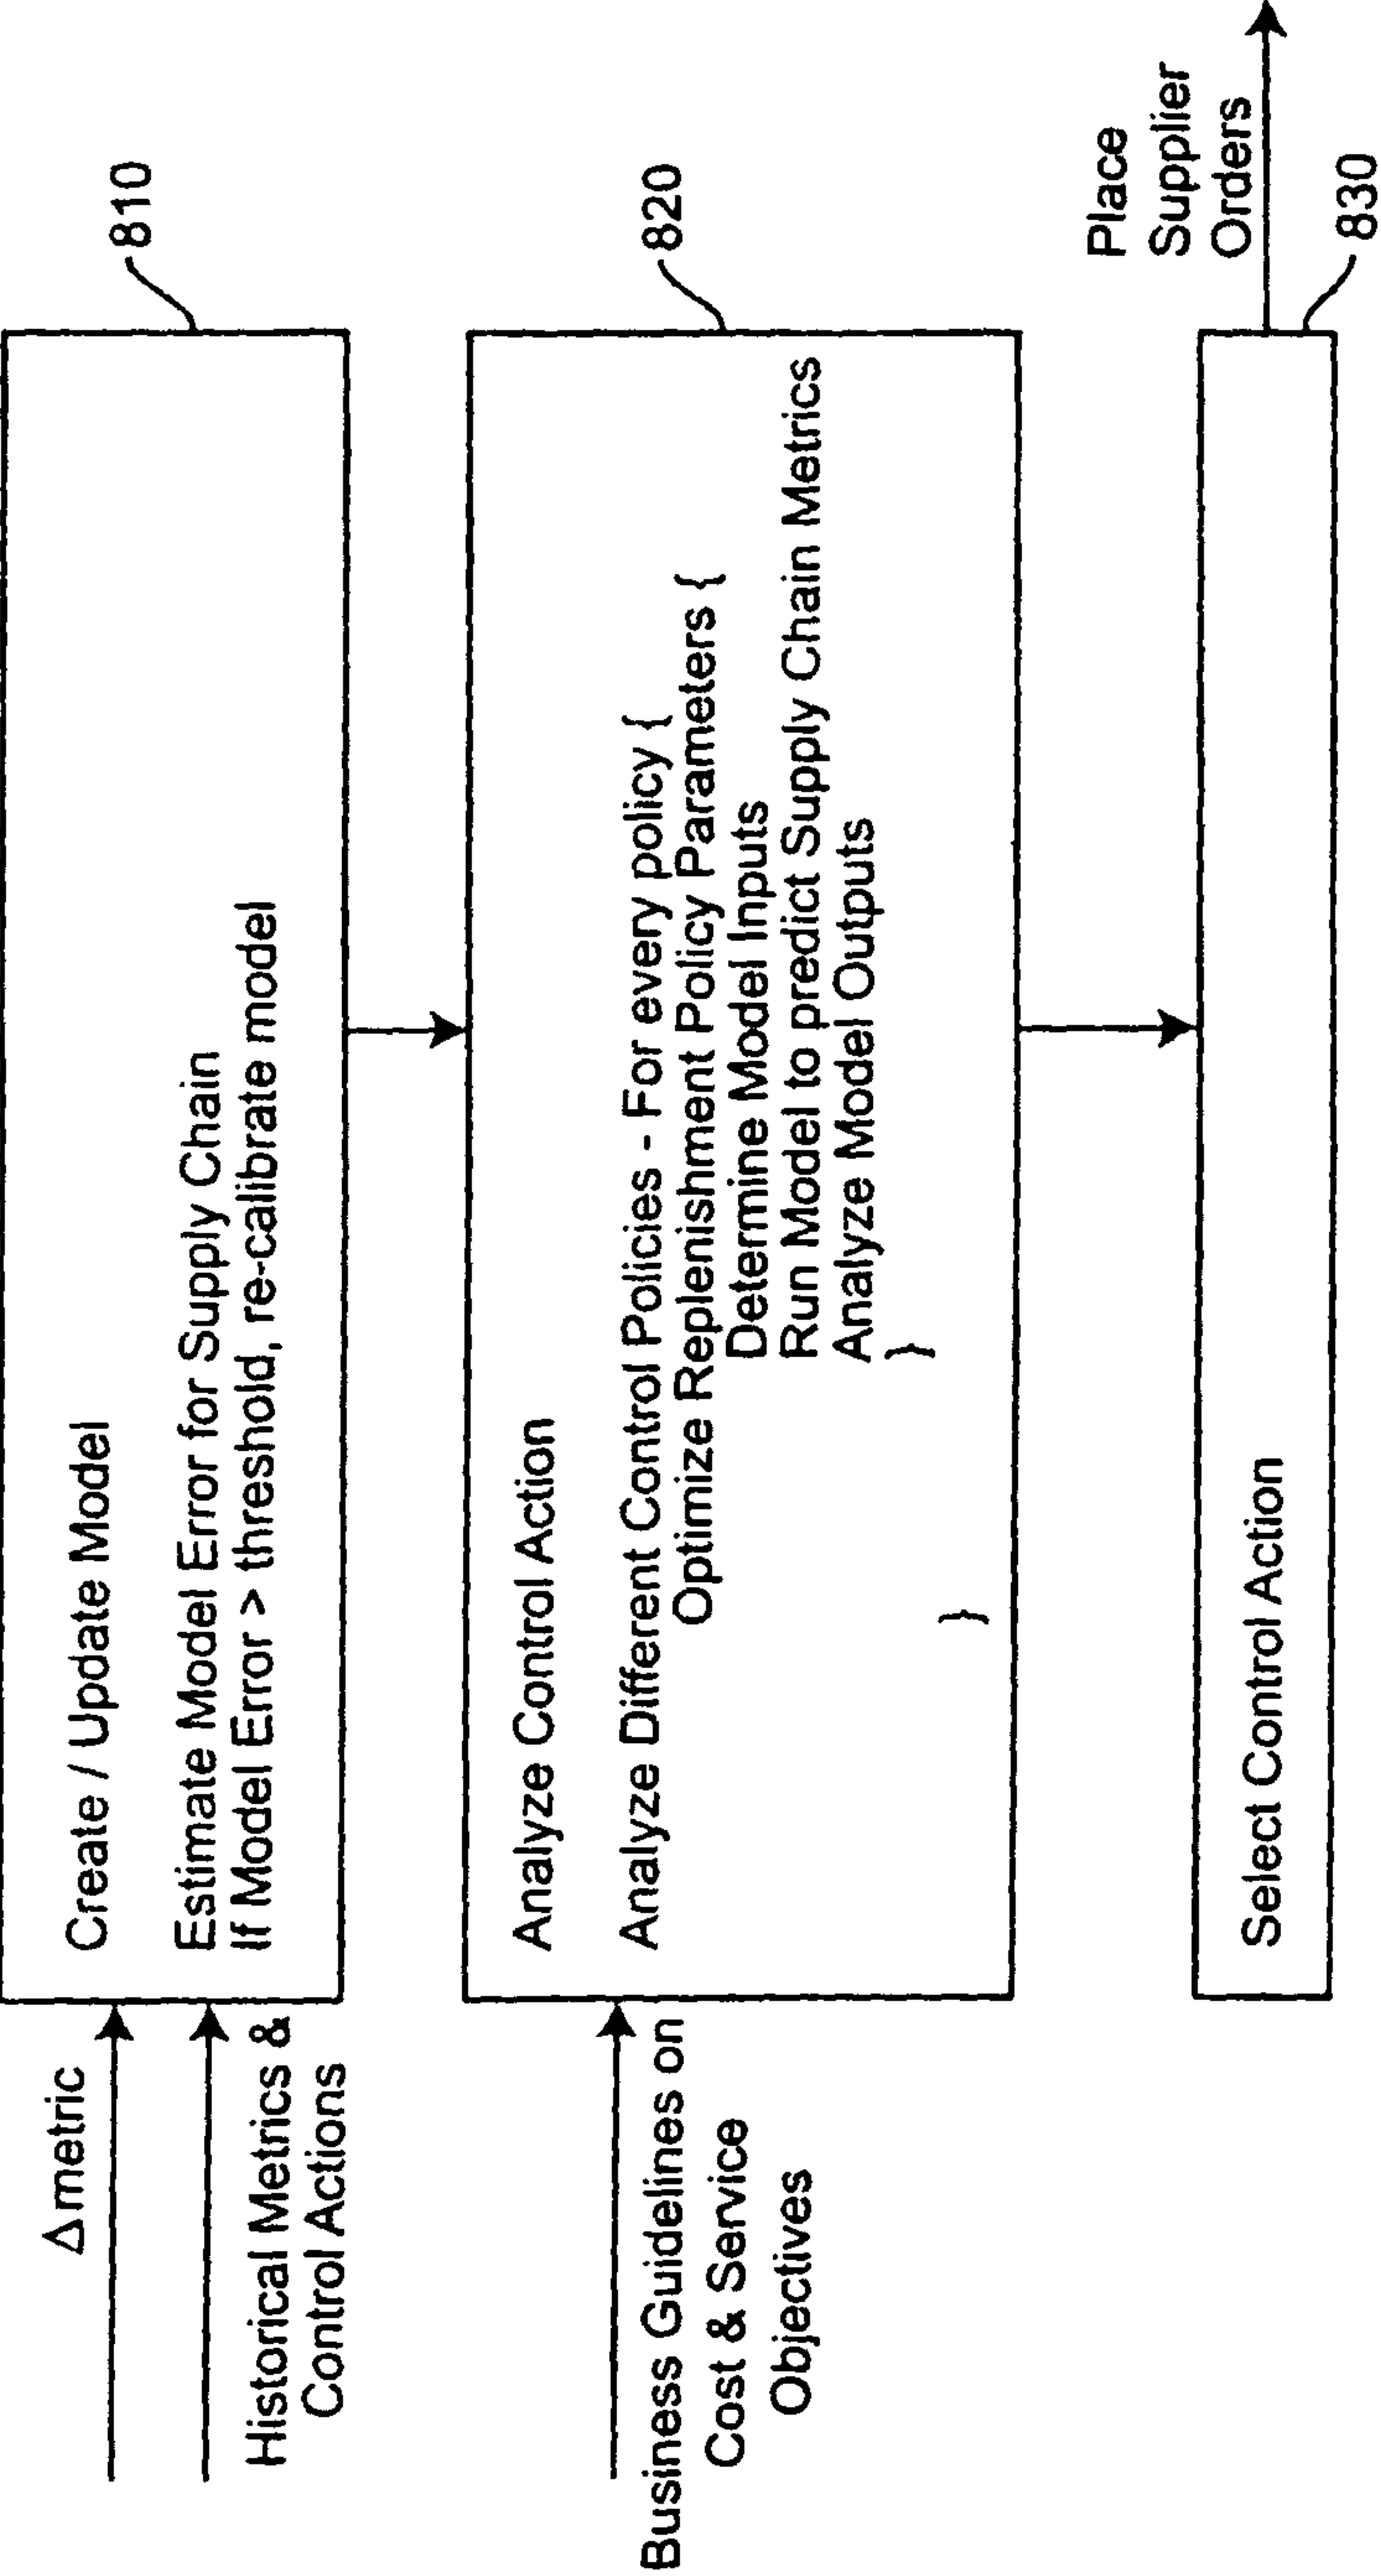 Δ metric
Historical Metrics &
Control Actions
Create / Update Model
Estimate Model Error for Supply Chain
If Model Error > threshold, re-calibrate model
810
Business Guidelines on
Cost & Service
Objectives
Analyze Control Action
Analyze Different Control Policies - For every policy {
Optimize Replenishment Policy Parameters {
Determine Model Inputs
Run Model to predict Supply Chain Metrics
Analyze Model Outputs
}
}
820
Select Control Action
Place
Supplier
Orders
830